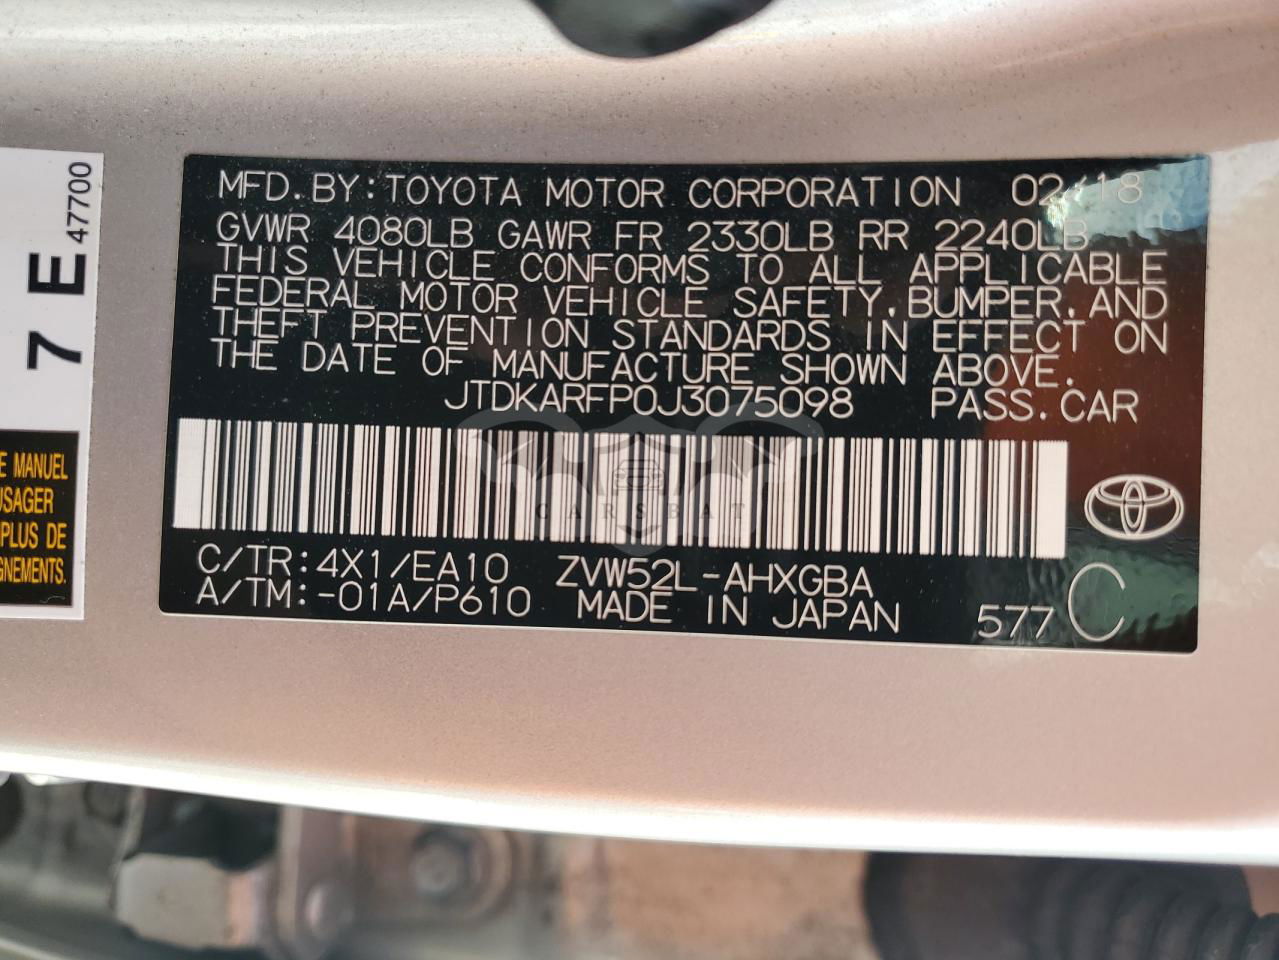 MFD. BY: TOYOTA MOTOR CORPORATION 02/18
GVWR 4080LB GAWR FR 2330LB RR 2240LB
THIS VEHICLE CONFORMS TO ALL APPLICABLE
FEDERAL MOTOR VEHICLE SAFETY, BUMPER, AND
THEFT PREVENTION STANDARDS IN EFFECT ON
THE DATE OF MANUFACTURE SHOWN ABOVE.
JTDKARFP0J3075098 PASS. CAR
CARSBAT
C/TR: 4X1/EA10 ZVW52L-AHXGBA
A/TM: -01A/P610 MADE IN JAPAN 577 C
7 E
47700
E MANUEL
USAGER
PLUS DE
GNEMENTS.